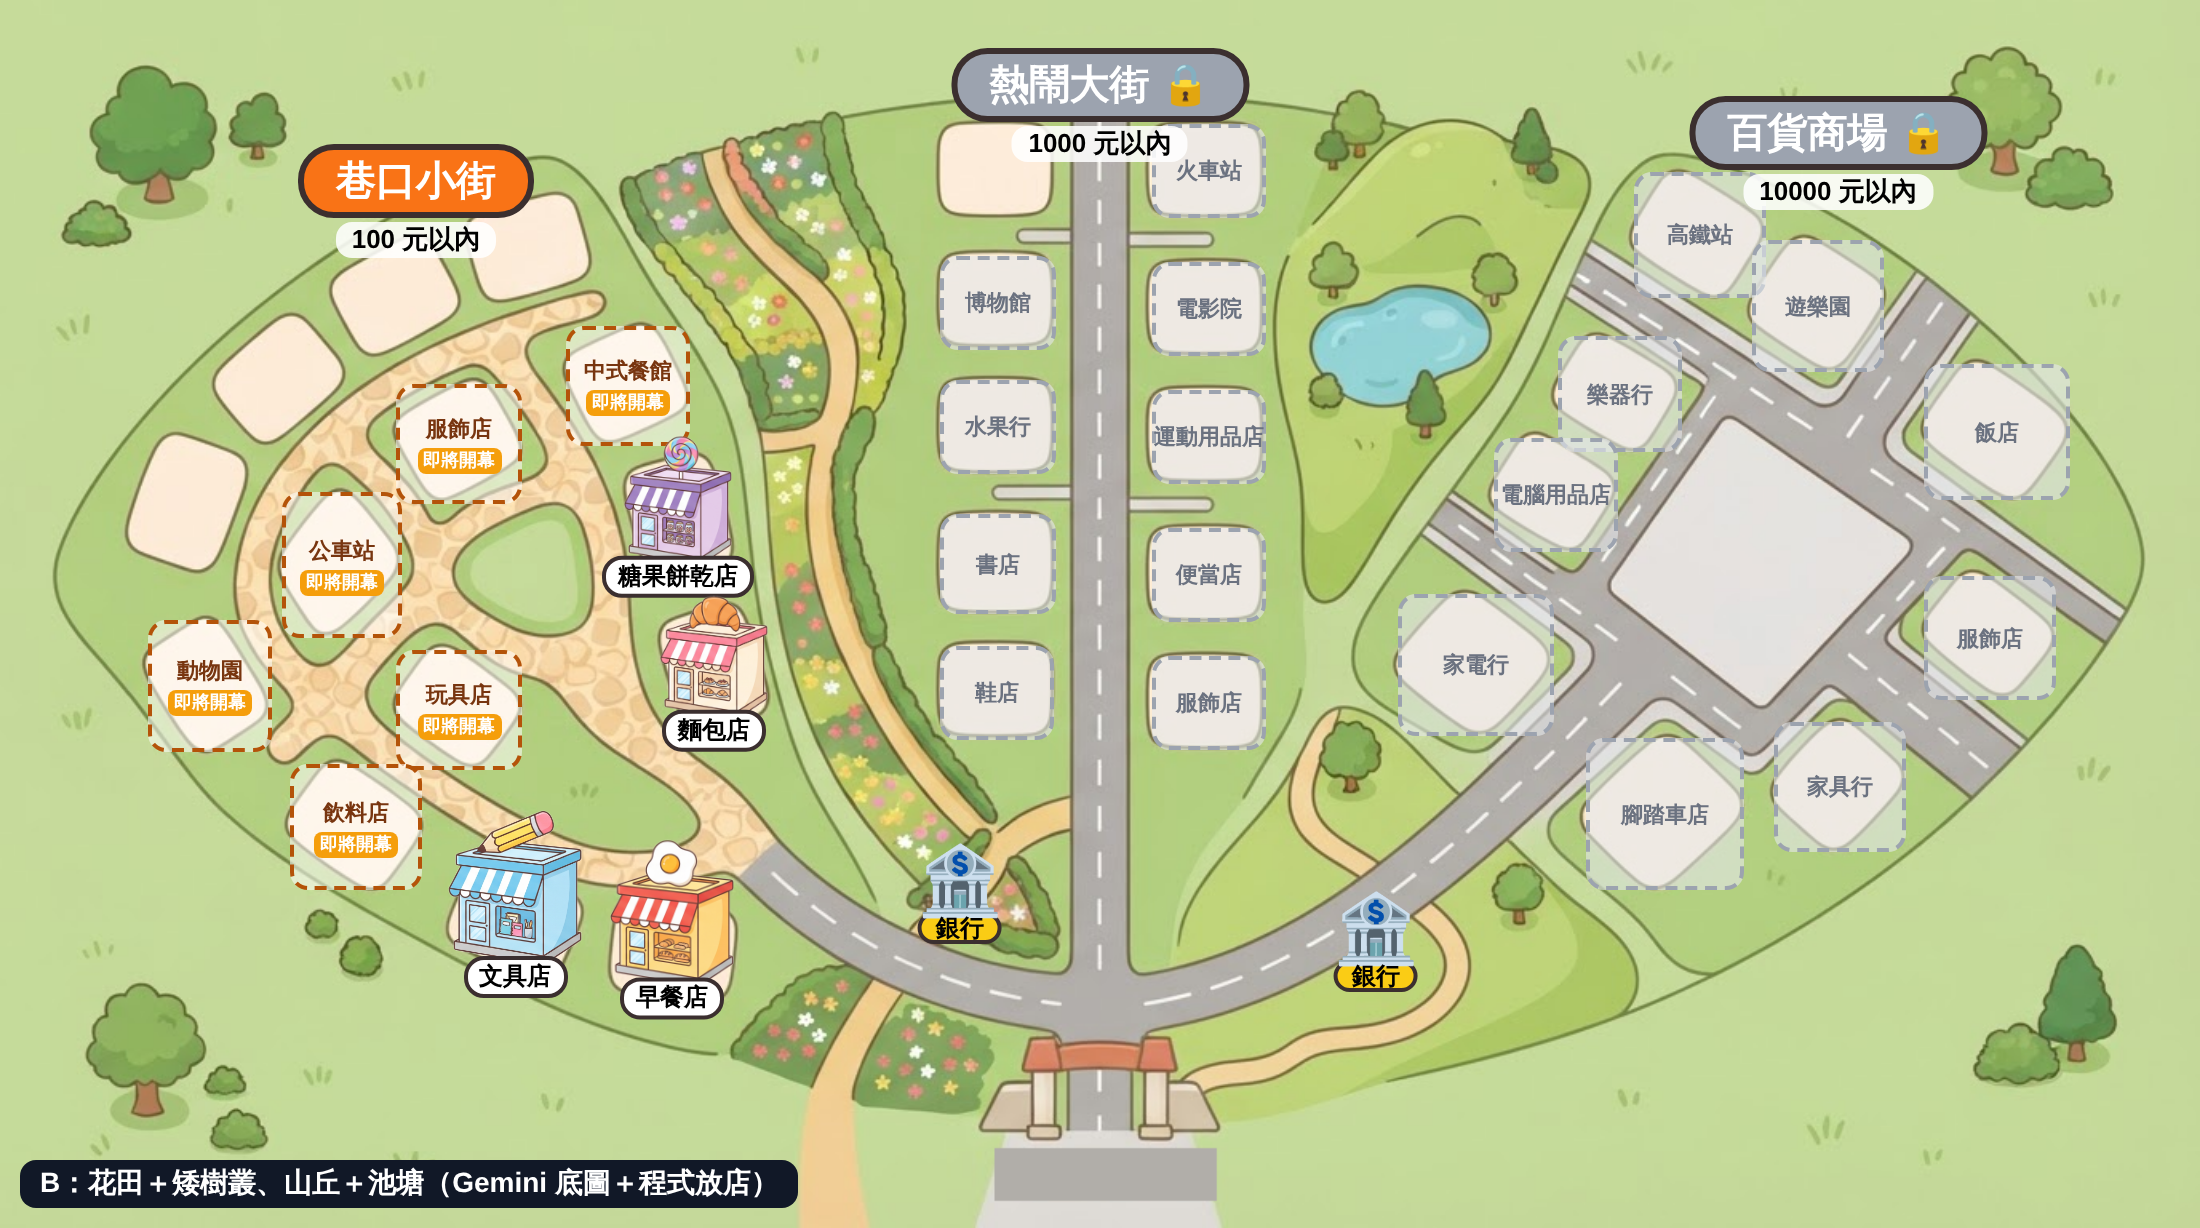 熱鬧大街 🔒
1000 元以內
百貨商場 🔒
10000 元以內
巷口小街
100 元以內
火車站
高鐵站
博物館
電影院
遊樂園
中式餐館
即將開幕
服飾店
即將開幕
水果行
運動用品店
樂器行
飯店
電腦用品店
公車站
即將開幕
糖果餅乾店
書店
便當店
動物園
即將開幕
玩具店
即將開幕
麵包店
鞋店
服飾店
家電行
服飾店
飲料店
即將開幕
腳踏車店
家具行
$
銀行
$
銀行
文具店
早餐店
B：花田＋矮樹叢、山丘＋池塘（Gemini 底圖＋程式放店）